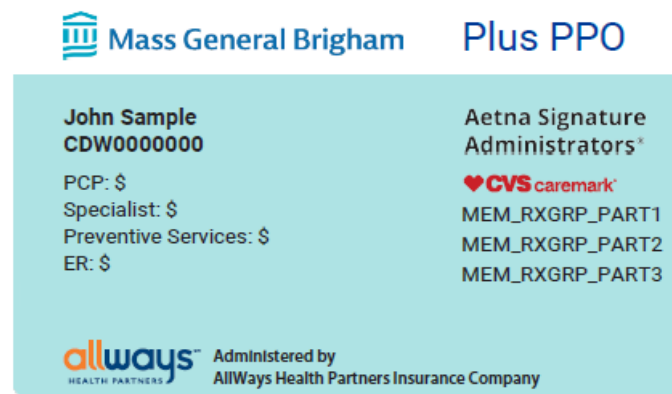 Mass General Brigham
Plus PPO
John Sample
CDW0000000
PCP: $
Specialist: $
Preventive Services: $
ER: $
Aetna Signature
Administrators®
CVS caremark®
MEM_RXGRP_PART1
MEM_RXGRP_PART2
MEM_RXGRP_PART3
allways℠
HEALTH PARTNERS
Administered by
AllWays Health Partners Insurance Company